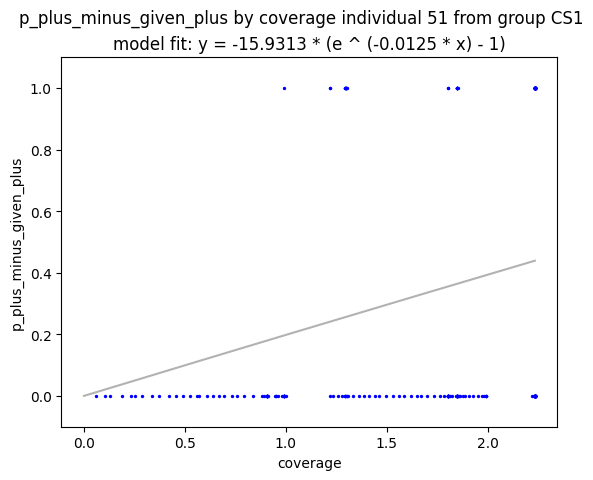 p_plus_minus_given_plus by coverage individual 51 from group CS1
model fit: y = -15.9313 * (e ^ (-0.0125 * x) - 1)
1.0
0.8
0.6
0.4
0.2
0.0
p_plus_minus_given_plus
0.0 0.5 1.0 1.5 2.0
coverage